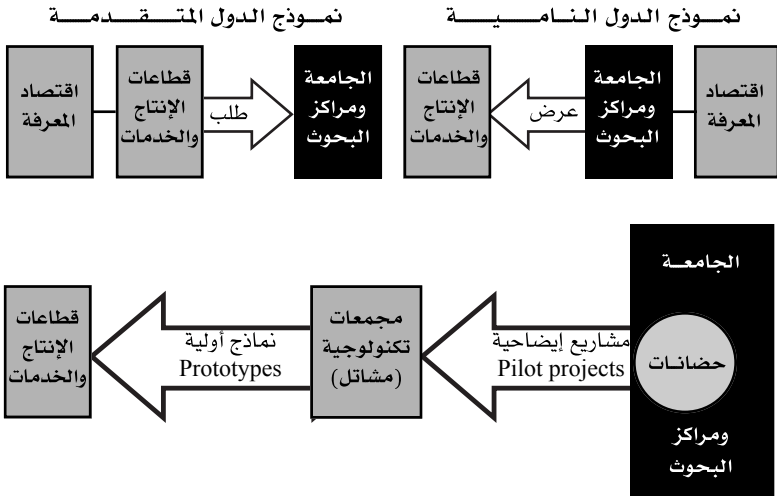 نموذج الدول النامية
اقتصاد
المعرفة
الجامعة
ومراكز
البحوث
عرض
قطاعات
الإنتاج
والخدمات
نموذج الدول المتقدمة
الجامعة
ومراكز
البحوث
طلب
قطاعات
الإنتاج
والخدمات
اقتصاد
المعرفة
الجامعة
حضانات
ومراكز
البحوث
مشاريع إيضاحية
Pilot projects
مجمعات
تكنولوجية
(مشاتل)
نماذج أولية
Prototypes
قطاعات
الإنتاج
والخدمات